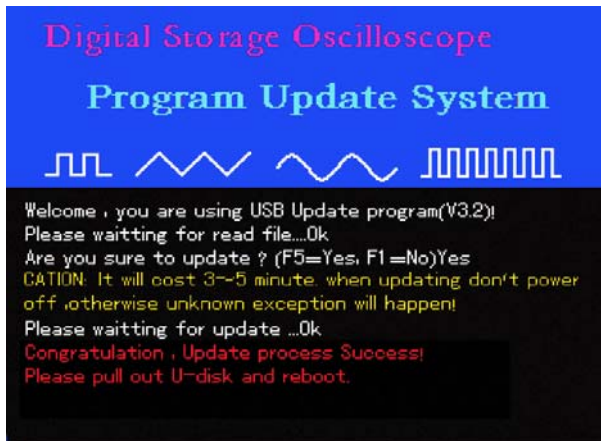 Digital Storage Oscilloscope
Program Update System
Welcome , you are using USB Update program(V3.2)!
Please waitting for read file....Ok
Are you sure to update ? (F5=Yes, F1=No)Yes
CATION: It will cost 3~5 minute. when updating don't power
off ,otherwise unknown exception will happen!
Please waitting for update ...Ok
Congratulation , Update process Success!
Please pull out U-disk and reboot.